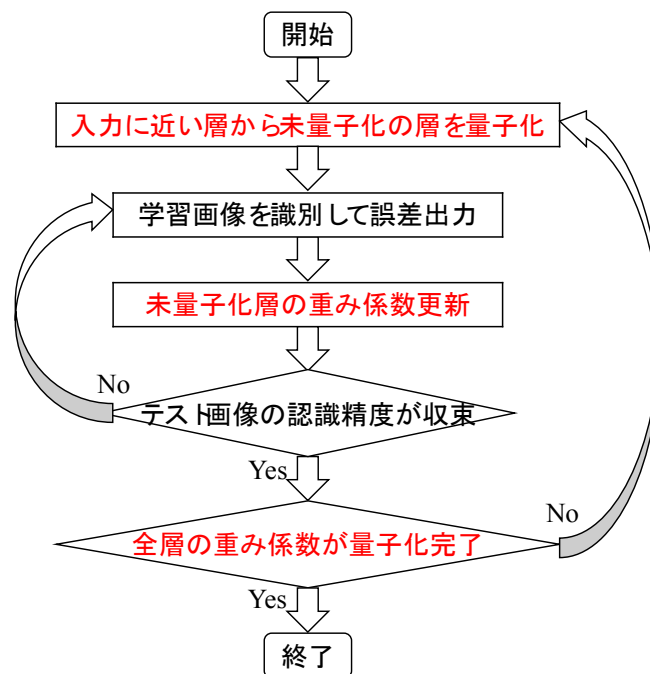 開始
入力に近い層から未量子化の層を量子化
学習画像を識別して誤差出力
未量子化層の重み係数更新
No
テスト画像の認識精度が収束
Yes
No
全層の重み係数が量子化完了
Yes
終了